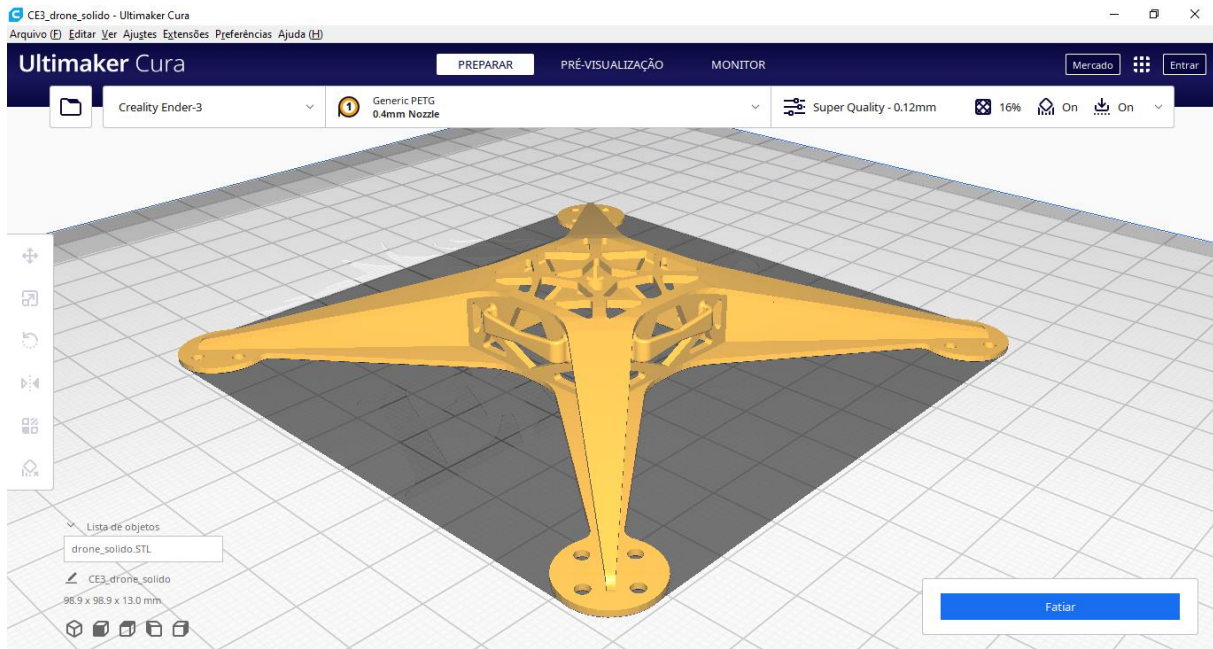 CE3_drone_solido - Ultimaker Cura
Arquivo (F) Editar Ver Ajustes Extensões Preferências Ajuda (H)
Ultimaker Cura
PREPARAR PRÉ-VISUALIZAÇÃO MONITOR
Mercado Entrar
Creality Ender-3
1
Generic PETG
0.4mm Nozzle
Super Quality - 0.12mm 16% On On
Lista de objetos
drone_solido.STL
CE3_drone_solido
98.9 x 98.9 x 13.0 mm
Fatiar